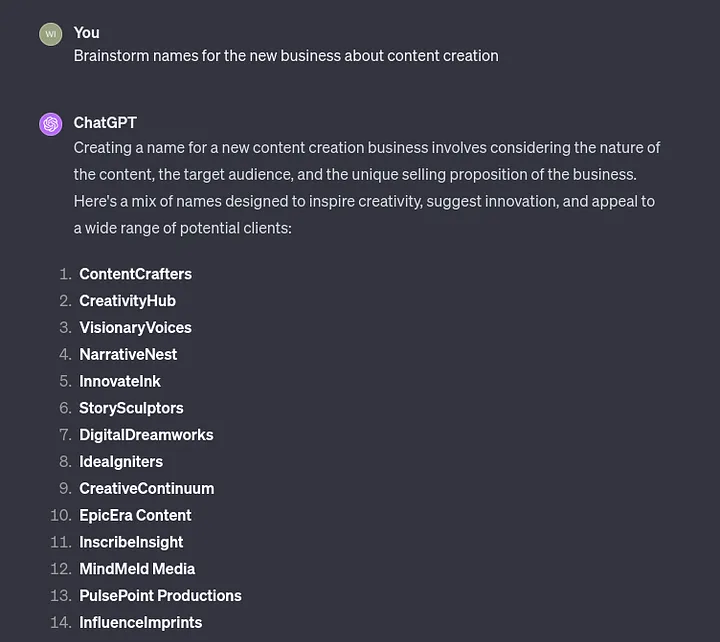 WI
You
Brainstorm names for the new business about content creation
ChatGPT
Creating a name for a new content creation business involves considering the nature of
the content, the target audience, and the unique selling proposition of the business.
Here's a mix of names designed to inspire creativity, suggest innovation, and appeal to
a wide range of potential clients:
1. ContentCrafters
2. CreativityHub
3. VisionaryVoices
4. NarrativeNest
5. InnovateInk
6. StorySculptors
7. DigitalDreamworks
8. IdeaIgniters
9. CreativeContinuum
10. EpicEra Content
11. InscribeInsight
12. MindMeld Media
13. PulsePoint Productions
14. InfluenceImprints